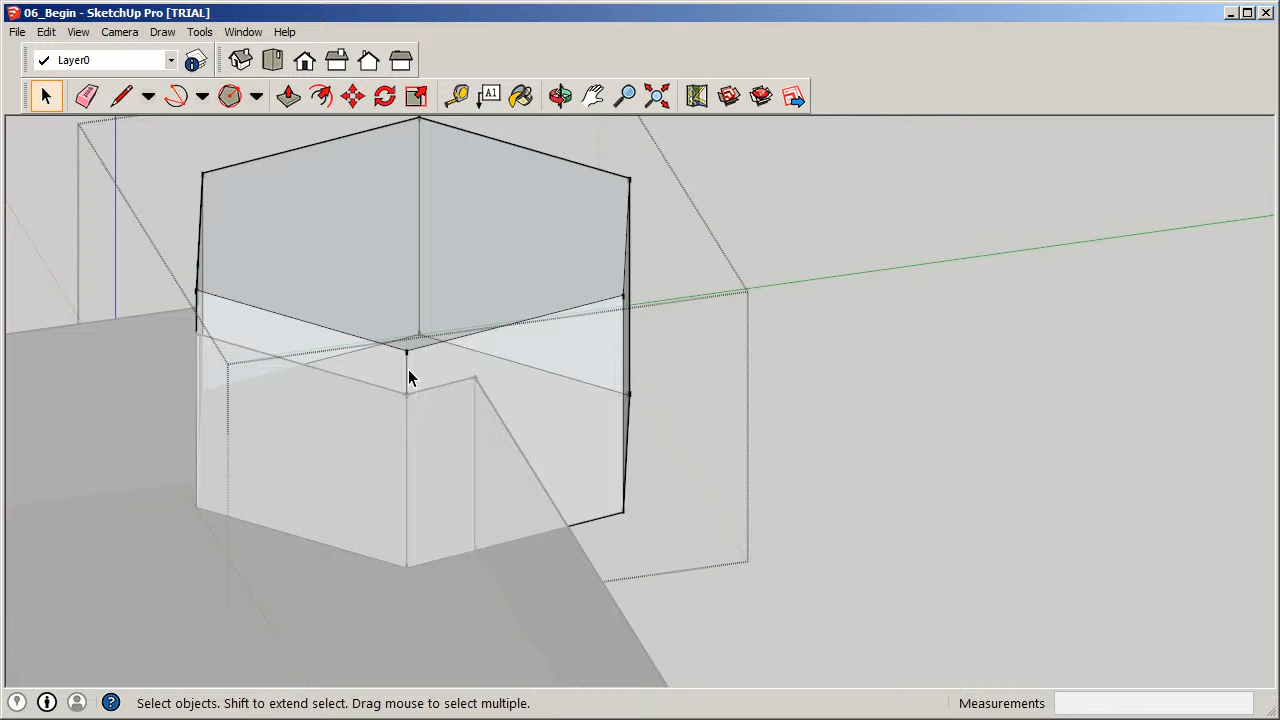 06_Begin - SketchUp Pro [TRIAL]
File Edit View Camera Draw Tools Window Help
Layer0
A1
Select objects. Shift to extend select. Drag mouse to select multiple.
Measurements